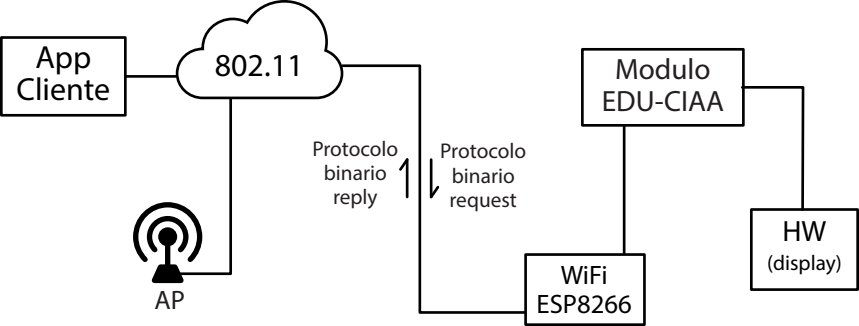 App
Cliente
802.11
AP
Protocolo
binario
reply
Protocolo
binario
request
WiFi
ESP8266
Modulo
EDU-CIAA
HW
(display)